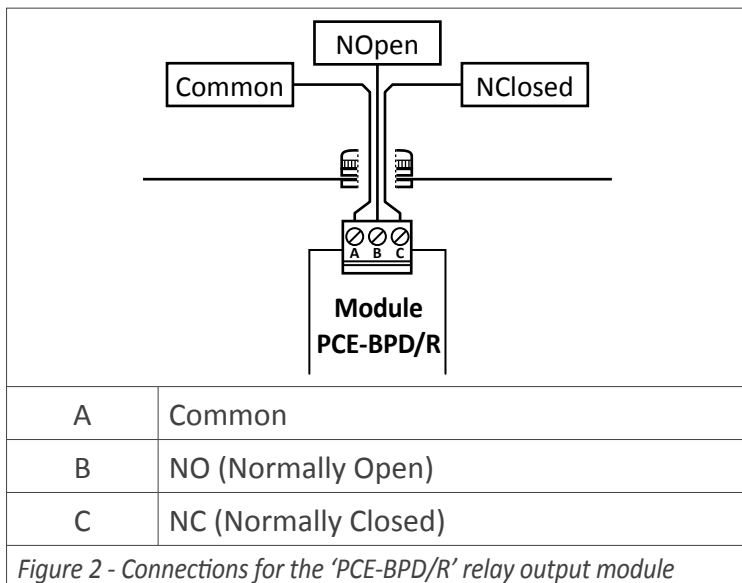 NOpen
Common
NClosed
A B C
Module
PCE-BPD/R
A Common
B NO (Normally Open)
C NC (Normally Closed)
Figure 2 - Connections for the ‘PCE-BPD/R’ relay output module